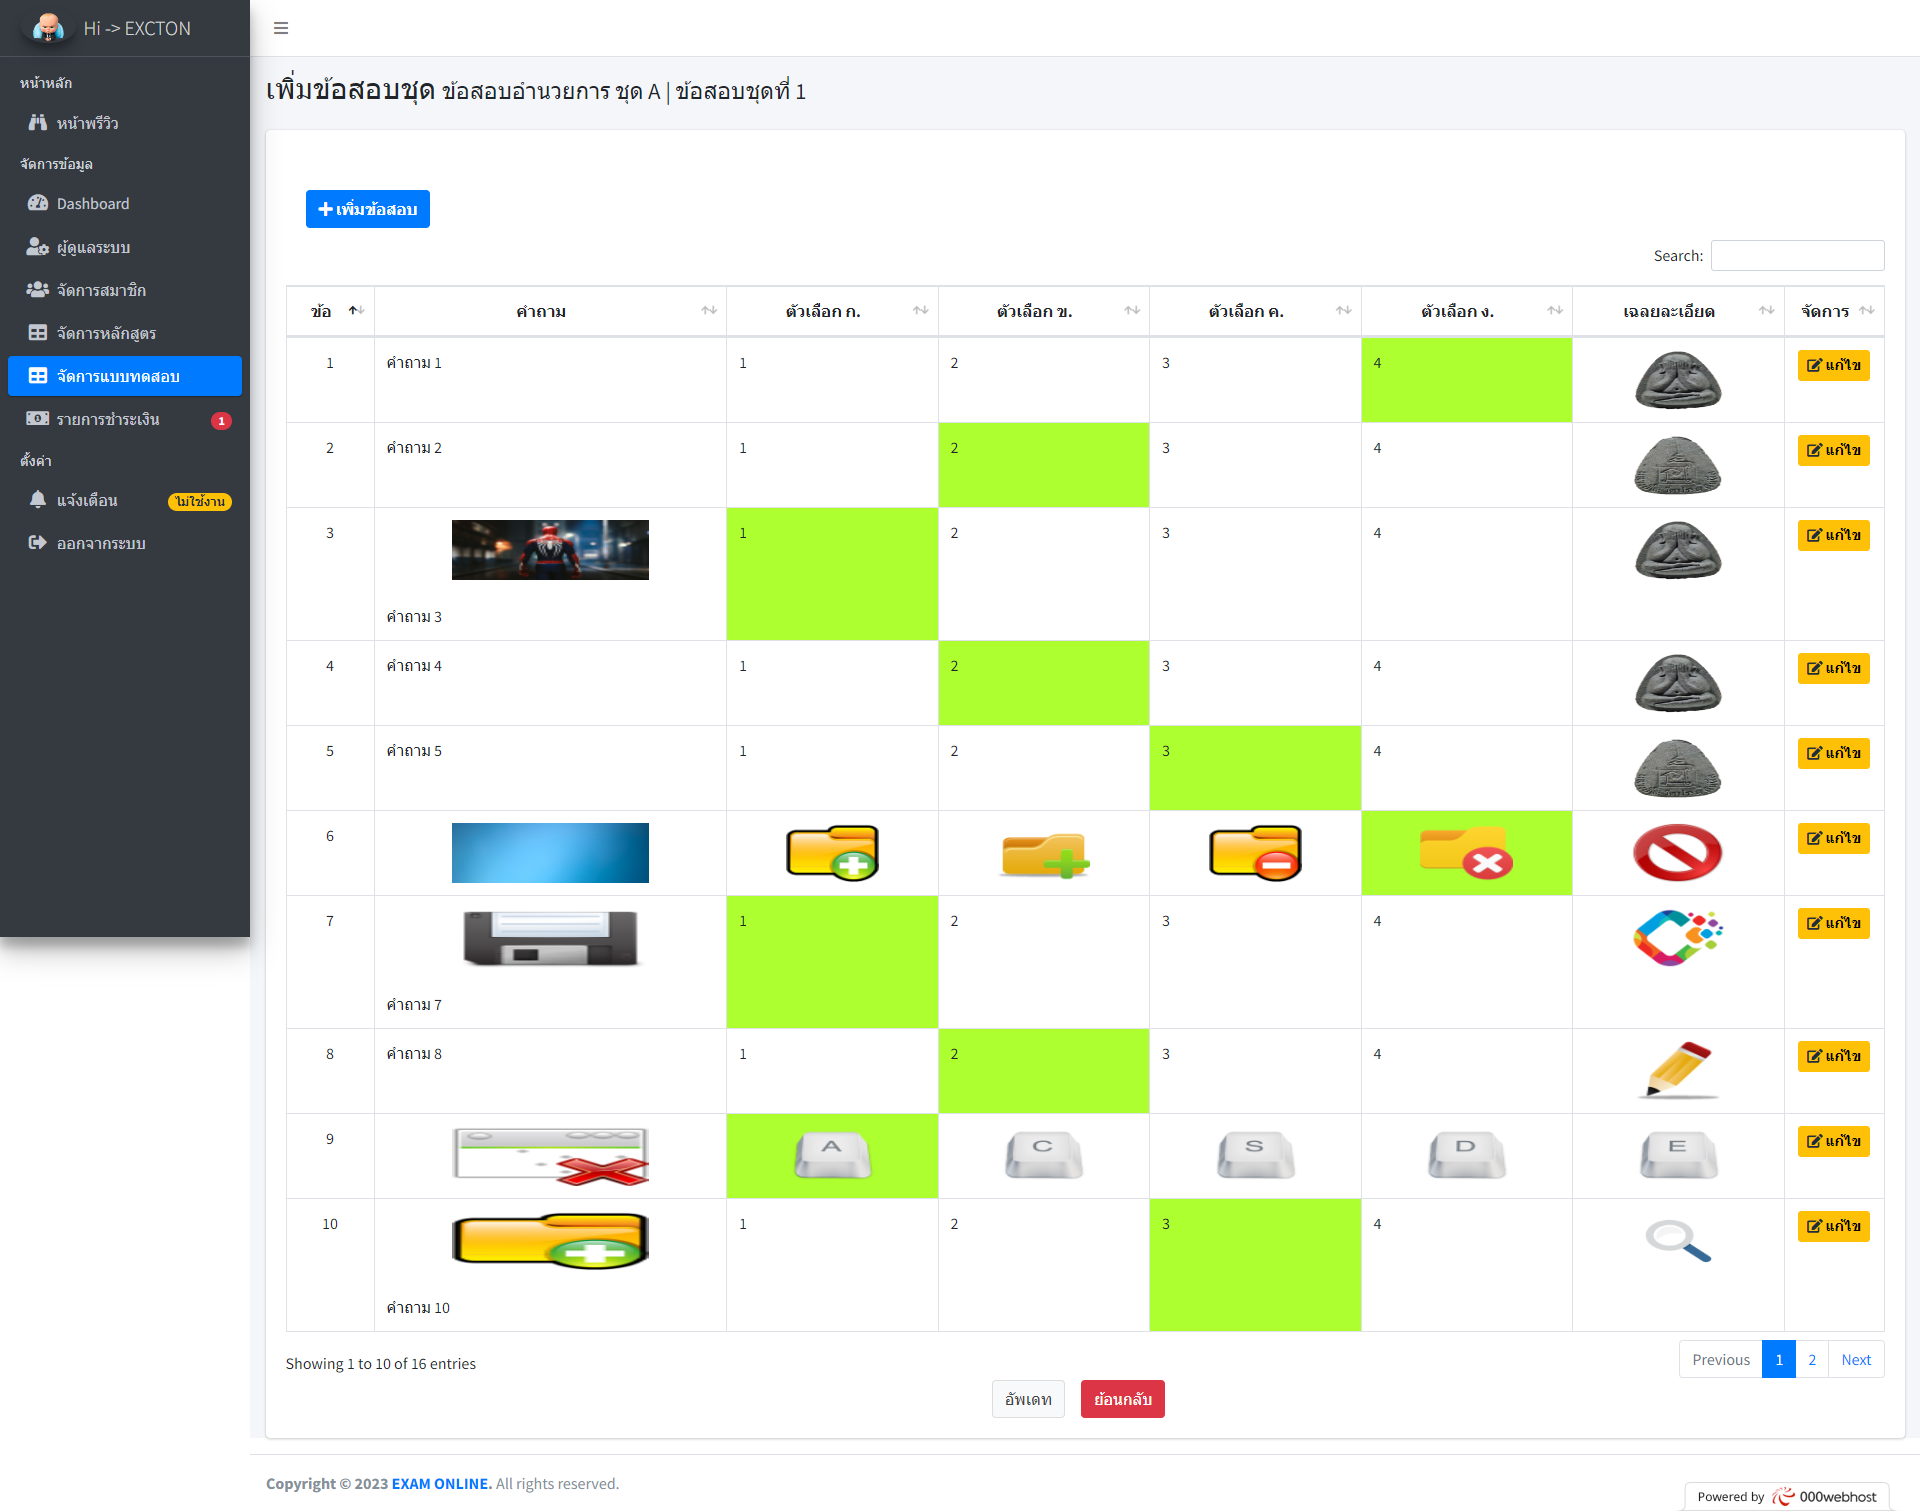 Hi -> EXCTON
หน้าหลัก
หน้าพรีวิว
จัดการข้อมูล
Dashboard
ผู้ดูแลระบบ
จัดการสมาชิก
จัดการหลักสูตร
จัดการแบบทดสอบ
รายการชำระเงิน 1
ตั้งค่า
แจ้งเตือน ไม่ใช้งาน
ออกจากระบบ
เพิ่มข้อสอบชุด ข้อสอบอำนวยการ ชุด A | ข้อสอบชุดที่ 1
เพิ่มข้อสอบ
Search:
ข้อ คำถาม ตัวเลือก ก. ตัวเลือก ข. ตัวเลือก ค. ตัวเลือก ง. เฉลยละเอียด จัดการ
1 คำถาม 1 1 2 3 4 แก้ไข
2 คำถาม 2 1 2 3 4 แก้ไข
3 1 2 3 4 แก้ไข
คำถาม 3
4 คำถาม 4 1 2 3 4 แก้ไข
5 คำถาม 5 1 2 3 4 แก้ไข
6 แก้ไข
7 1 2 3 4 แก้ไข
คำถาม 7
8 คำถาม 8 1 2 3 4 แก้ไข
9 A C S D E แก้ไข
10 1 2 3 4 แก้ไข
คำถาม 10
Showing 1 to 10 of 16 entries
Previous 1 2 Next
อัพเดท ย้อนกลับ
Copyright © 2023 EXAM ONLINE. All rights reserved.
Powered by 000webhost